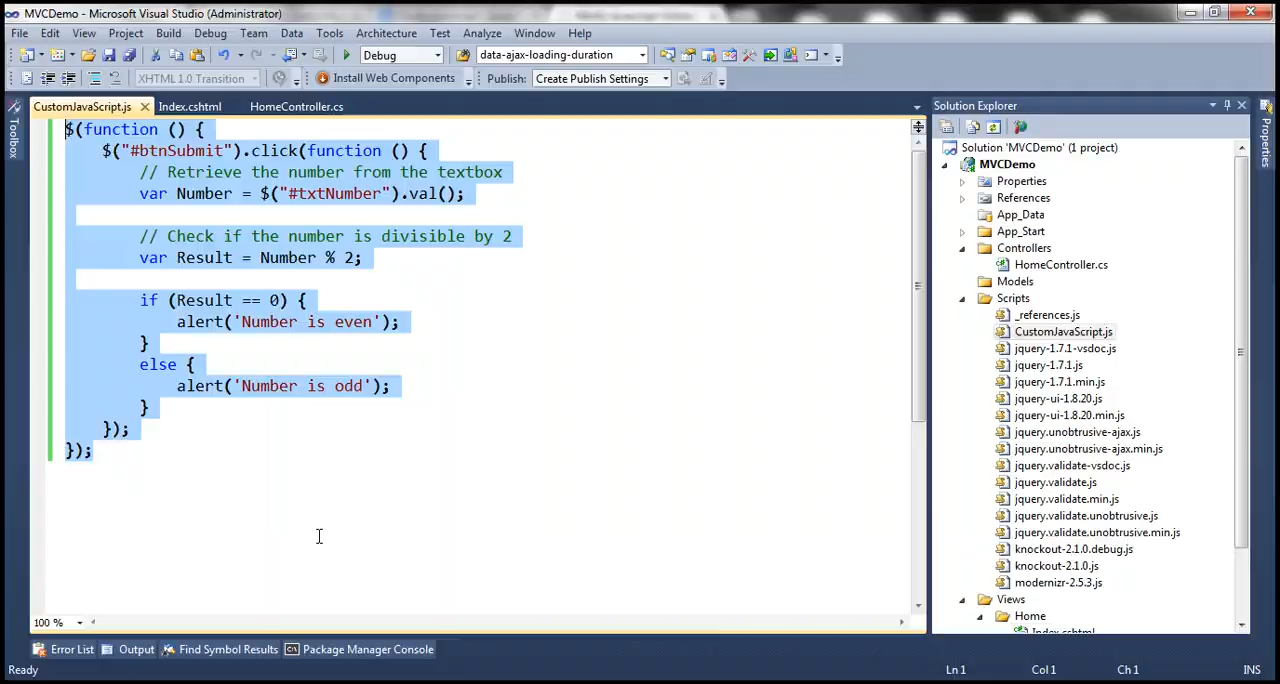 MVCDemo - Microsoft Visual Studio (Administrator)
File Edit View Project Build Debug Team Data Tools Architecture Test Analyze Window Help
Debug data-ajax-loading-duration
XHTML 1.0 Transition Install Web Components Publish: Create Publish Settings
Toolbox
CustomJavaScript.js Index.cshtml HomeController.cs
$(function () {
$("#btnSubmit").click(function () {
// Retrieve the number from the textbox
var Number = $("#txtNumber").val();
// Check if the number is divisible by 2
var Result = Number % 2;
if (Result == 0) {
alert('Number is even');
}
else {
alert('Number is odd');
}
});
});
100 %
Solution Explorer
Solution 'MVCDemo' (1 project)
MVCDemo
Properties
References
App_Data
App_Start
Controllers
HomeController.cs
Models
Scripts
_references.js
CustomJavaScript.js
jquery-1.7.1-vsdoc.js
jquery-1.7.1.js
jquery-1.7.1.min.js
jquery-ui-1.8.20.js
jquery-ui-1.8.20.min.js
jquery.unobtrusive-ajax.js
jquery.unobtrusive-ajax.min.js
jquery.validate-vsdoc.js
jquery.validate.js
jquery.validate.min.js
jquery.validate.unobtrusive.js
jquery.validate.unobtrusive.min.js
knockout-2.1.0.debug.js
knockout-2.1.0.js
modernizr-2.5.3.js
Views
Home
Index.cshtml
Properties
Error List Output Find Symbol Results Package Manager Console
Ready Ln 1 Col 1 Ch 1 INS